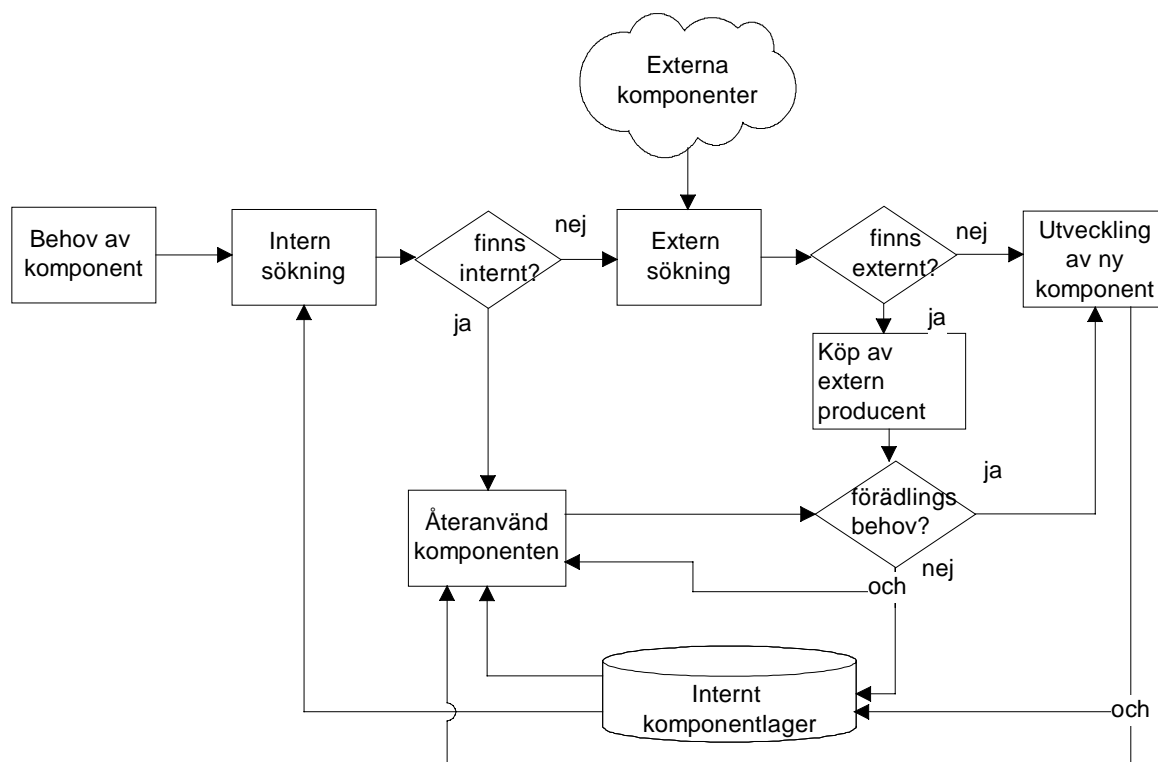 Externa
komponenter
Behov av
komponent
Intern
sökning
finns
internt?
nej
ja
Extern
sökning
finns
externt?
nej
ja
Utveckling
av ny
komponent
Köp av
extern
producent
förädlings
behov?
ja
nej
Återanvänd
komponenten
och
Internt
komponentlager
och